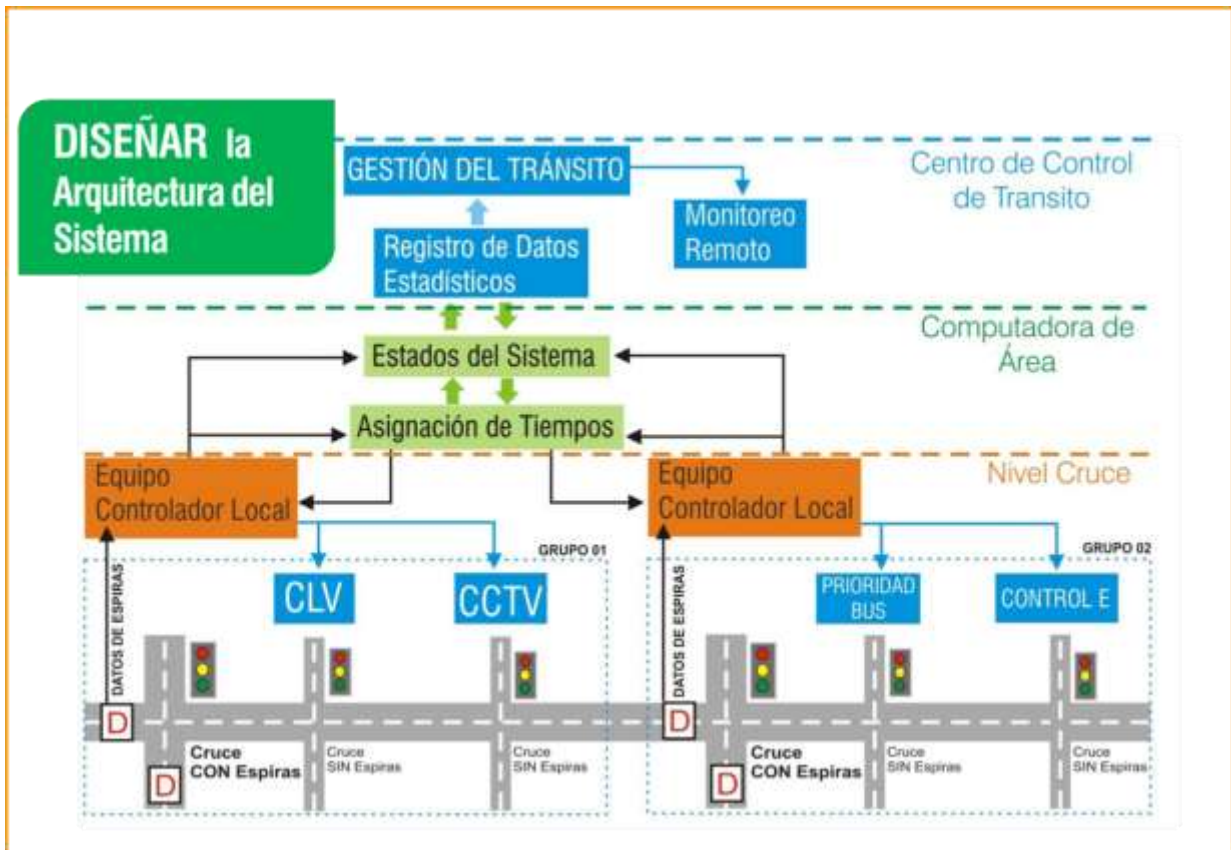 DISEÑAR la
Arquitectura del
Sistema
GESTIÓN DEL TRÁNSITO
Centro de Control
de Transito
Monitoreo
Remoto
Registro de Datos
Estadísticos
Computadora de
Área
Estados del Sistema
Asignación de Tiempos
Nivel Cruce
Equipo
Controlador Local
Equipo
Controlador Local
GRUPO 01
GRUPO 02
DATOS DE ESPIRAS
CLV
CCTV
DATOS DE ESPIRAS
PRIORIDAD
BUS
CONTROL E
D
D
Cruce
CON Espiras
Cruce
SIN Espiras
Cruce
SIN Espiras
Cruce
CON Espiras
Cruce
SIN Espiras
Cruce
SIN Espiras
D
D